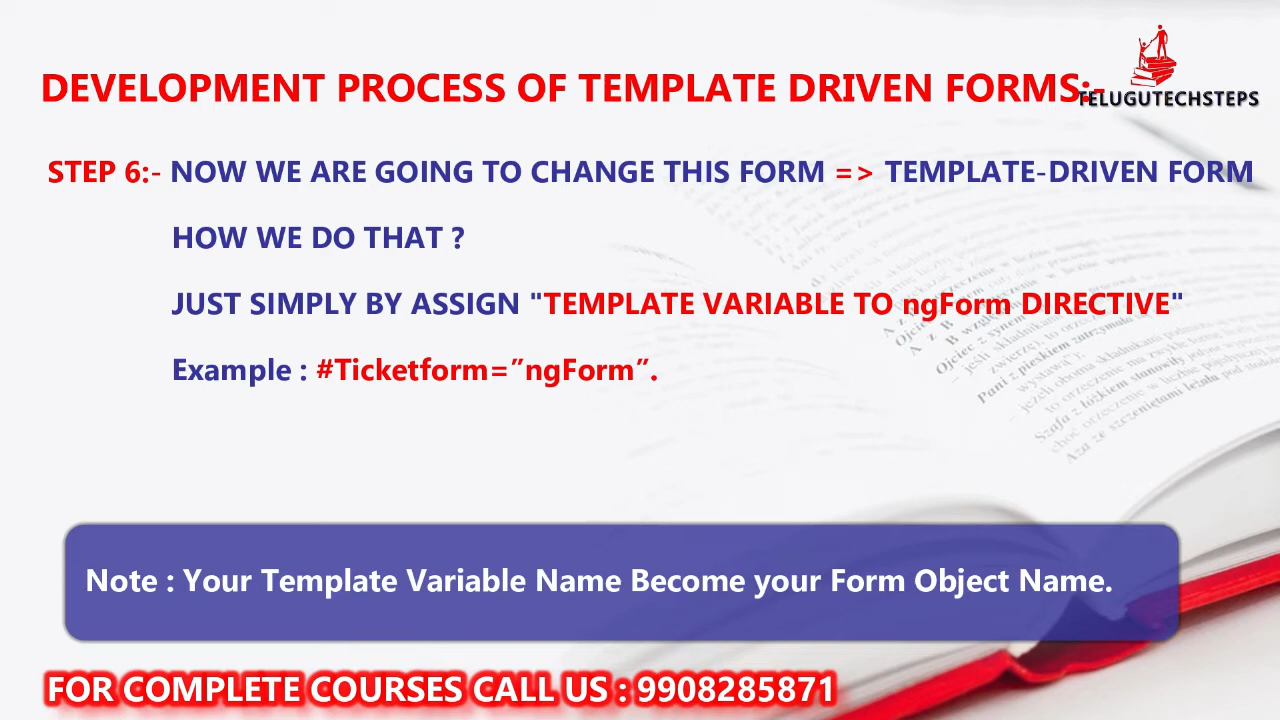 DEVELOPMENT PROCESS OF TEMPLATE DRIVEN FORMS:-
TELUGUTECHSTEPS
STEP 6:- NOW WE ARE GOING TO CHANGE THIS FORM => TEMPLATE-DRIVEN FORM
HOW WE DO THAT ?
JUST SIMPLY BY ASSIGN "TEMPLATE VARIABLE TO ngForm DIRECTIVE"
Example : #Ticketform=”ngForm”.
Note : Your Template Variable Name Become your Form Object Name.
FOR COMPLETE COURSES CALL US : 9908285871